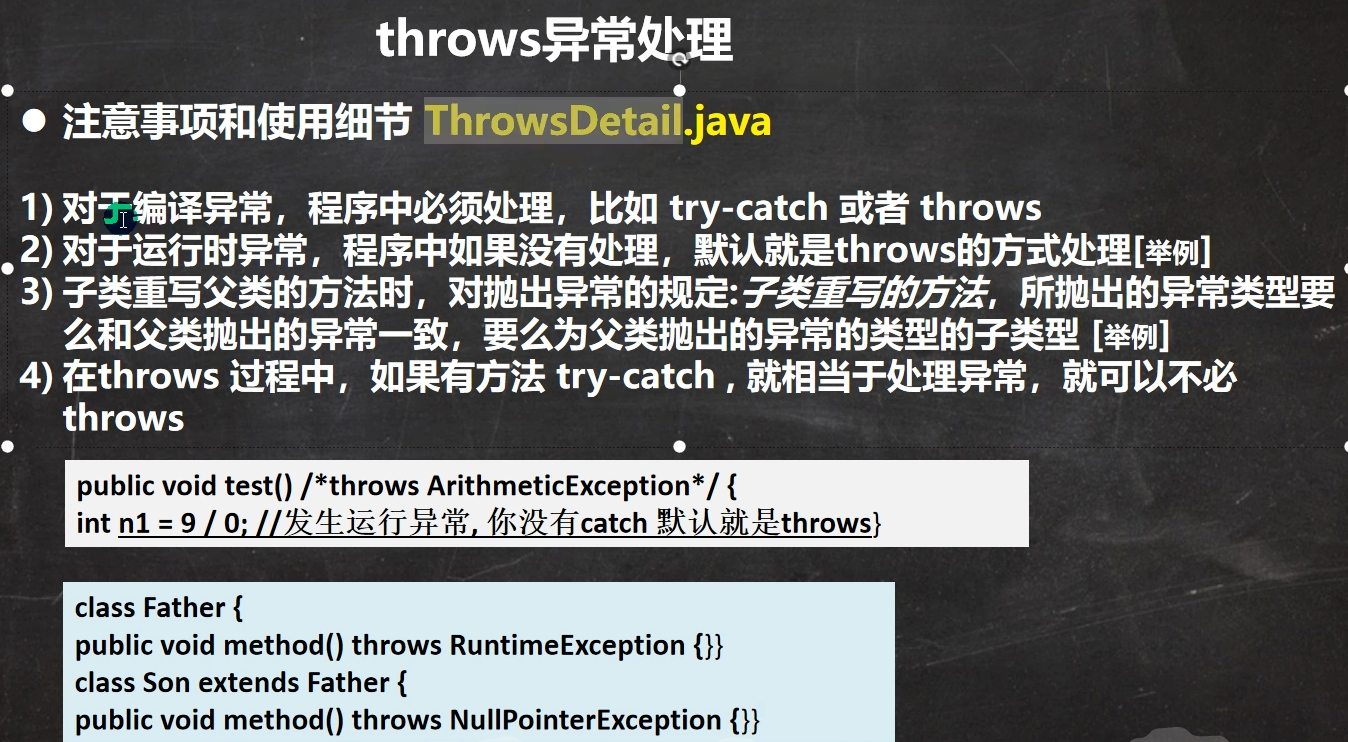 throws异常处理
注意事项和使用细节 ThrowsDetail.java
1) 对于编译异常，程序中必须处理，比如 try-catch 或者 throws
2) 对于运行时异常，程序中如果没有处理，默认就是throws的方式处理[举例]
3) 子类重写父类的方法时，对抛出异常的规定:子类重写的方法，所抛出的异常类型要
么和父类抛出的异常一致，要么为父类抛出的异常的类型的子类型 [举例]
4) 在throws 过程中，如果有方法 try-catch , 就相当于处理异常，就可以不必
throws
public void test() /*throws ArithmeticException*/ {
int n1 = 9 / 0; //发生运行异常, 你没有catch 默认就是throws}
class Father {
public void method() throws RuntimeException {}}
class Son extends Father {
public void method() throws NullPointerException {}}